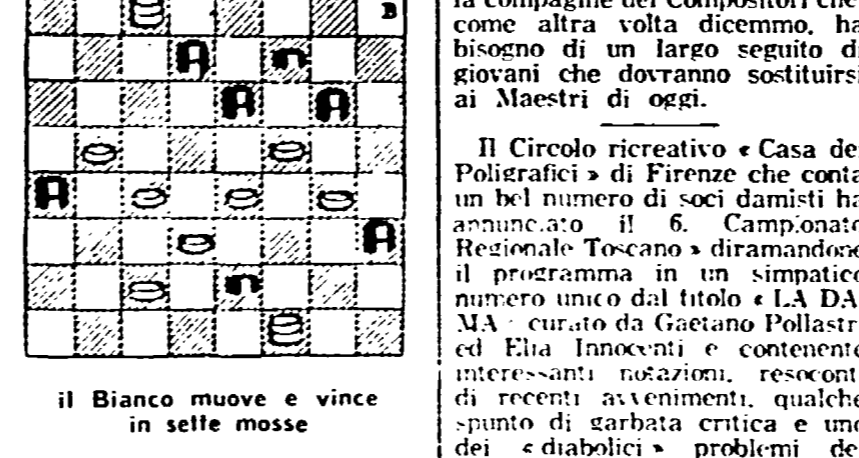 B
il Bianco muove e vince
in sette mosse
la compagine dei Compositori che,
come altra volta dicemmo, ha
bisogno di un largo seguito di
giovani che dovranno sostituirsi
ai Maestri di oggi.
Il Circolo ricreativo « Casa dei
Poligrafici » di Firenze che conta
un bel numero di soci damisti ha
annunc.ato il 6. Campionato
Regionale Toscano » diramandone
il programma in un simpatico
numero unico dal titolo « LA DA-
MA · curato da Gaetano Pollastri
ed Elia Innocenti e contenente
interessanti notazioni, resoconti
di recenti avvenimenti, qualche
spunto di garbata critica e uno
dei « diabolici » problemi de